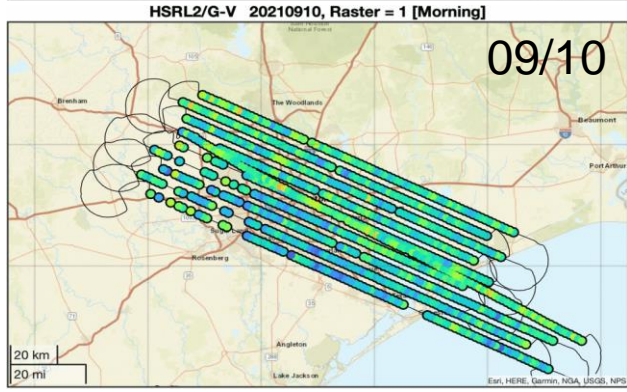 HSRL2/G-V 20210910, Raster = 1 [Morning]
09/10
National Forest
Brenham
The Woodlands
Beaumont
Port Arthur
Rosenberg
Angleton
Lake Jackson
20 km
20 mi
Esri, HERE, Garmin, NGA, USGS, NPS